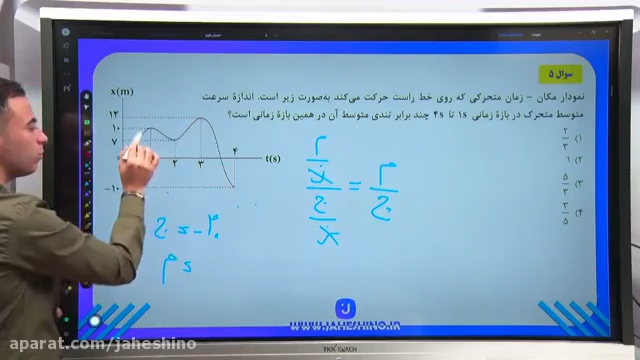 سوال ۵
نمودار مکان - زمان متحرکی که روی خط راست حرکت می‌کند به‌صورت زیر است. اندازهٔ سرعت
متوسط متحرک در بازهٔ زمانی ۱s تا ۴s چند برابر تندی متوسط آن در همین بازهٔ زمانی است؟
x(m)
۱۲
۱۰
۷
-۱۰
۲
۳
۴
t(s)
۱) ۲/۳
۲) ۱
۳) ۵/۳
۴) ۳/۵
WWW.JAHESHINO.IR
aparat.com/jaheshino